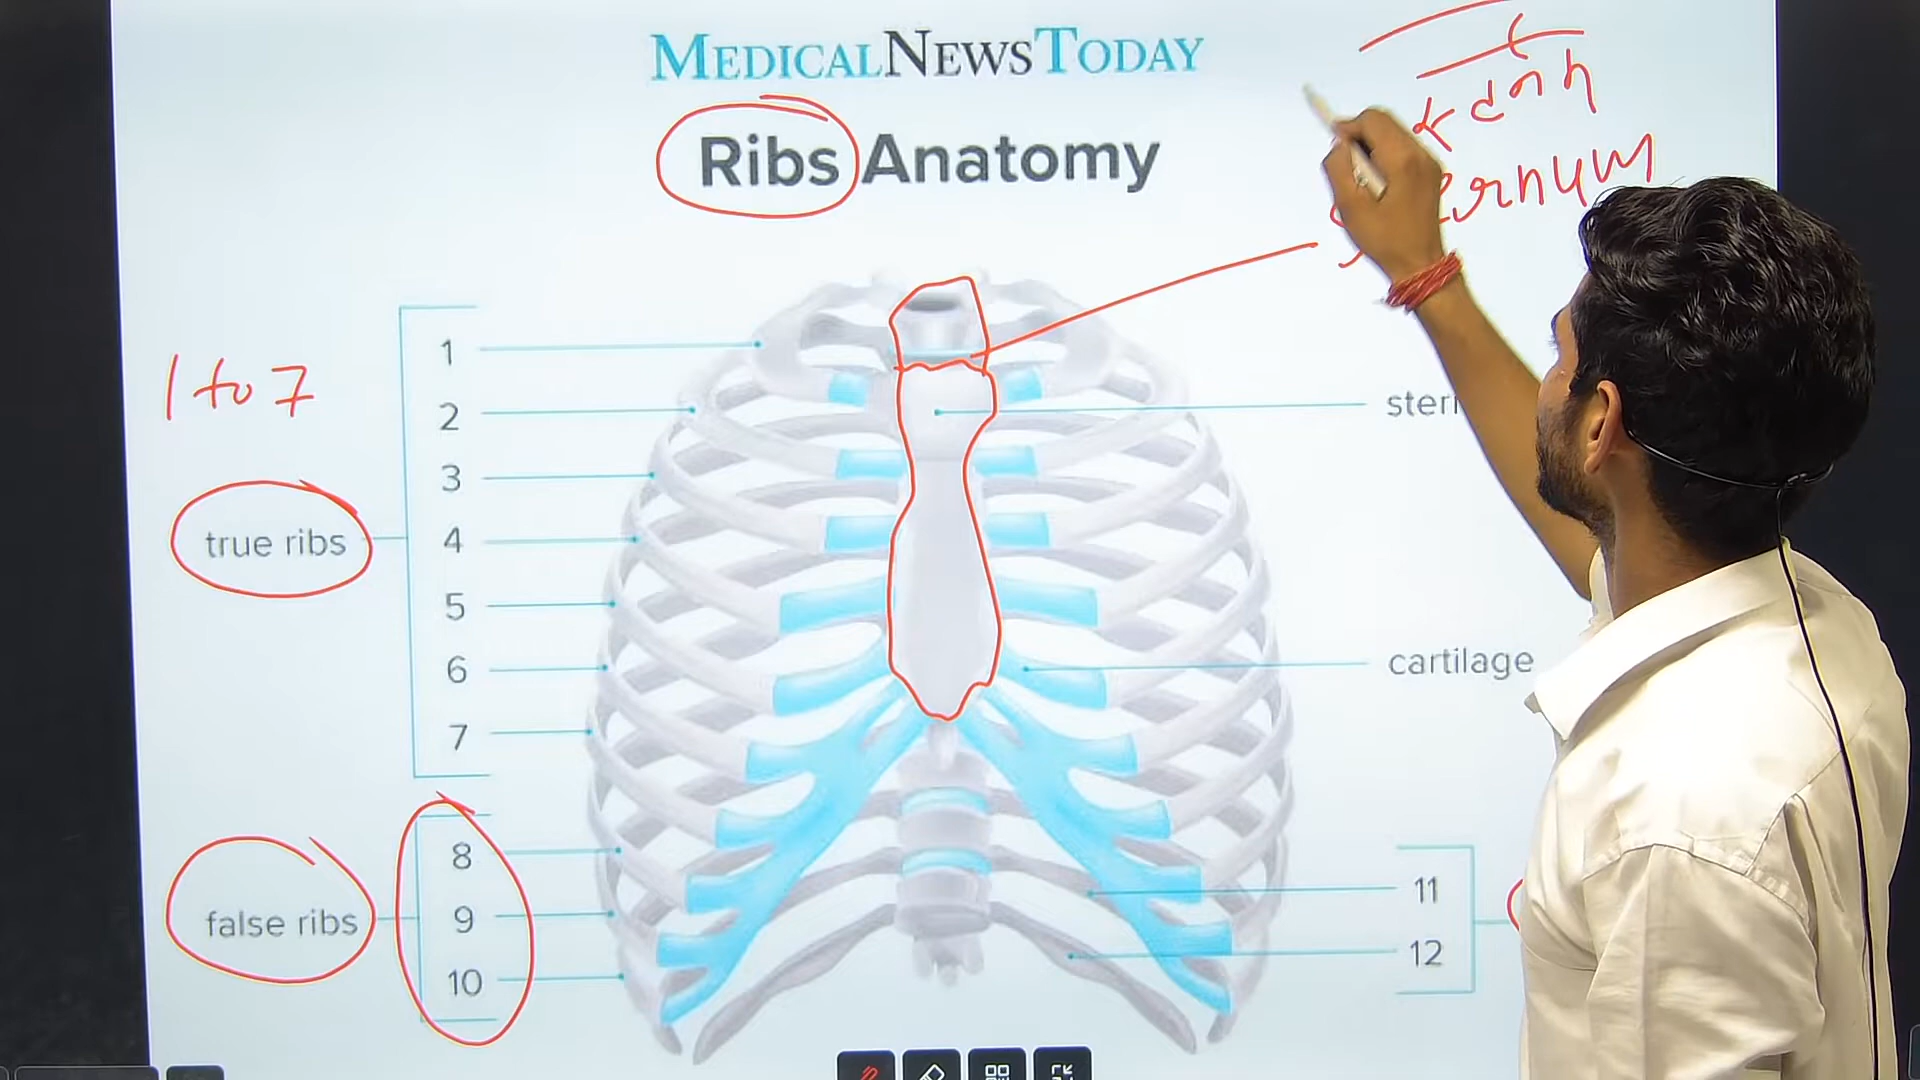 MEDICALNEWSTODAY
Ribs Anatomy
1 to 7
true ribs
1
2
3
4
5
6
7
false ribs
8
9
10
cartilage
11
12